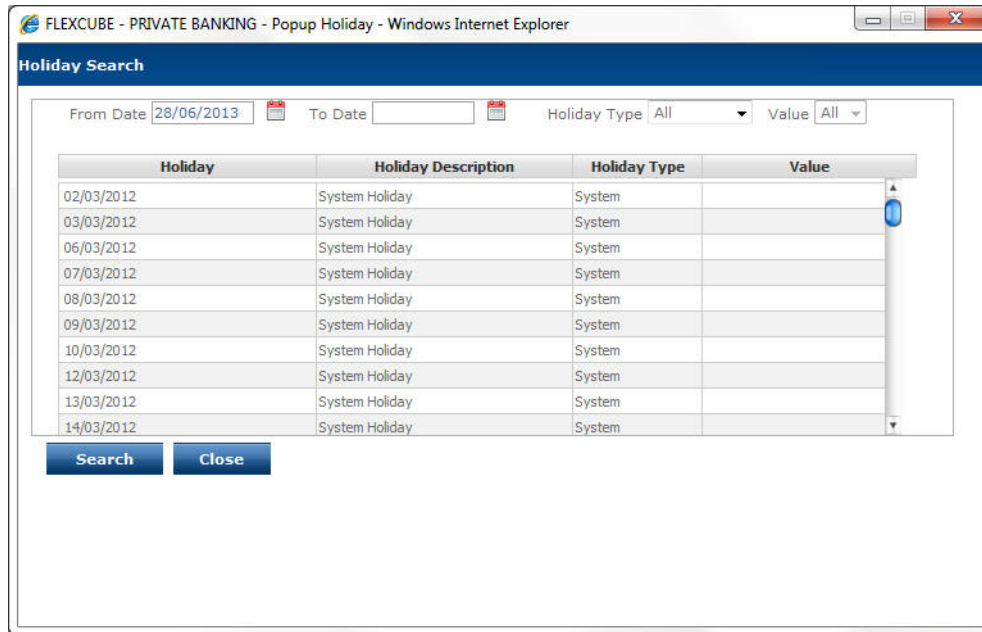 FLEXCUBE - PRIVATE BANKING - Popup Holiday - Windows Internet Explorer
Holiday Search
From Date 28/06/2013 To Date Holiday Type All Value All
Holiday Holiday Description Holiday Type Value
02/03/2012 System Holiday System
03/03/2012 System Holiday System
06/03/2012 System Holiday System
07/03/2012 System Holiday System
08/03/2012 System Holiday System
09/03/2012 System Holiday System
10/03/2012 System Holiday System
12/03/2012 System Holiday System
13/03/2012 System Holiday System
14/03/2012 System Holiday System
Search Close